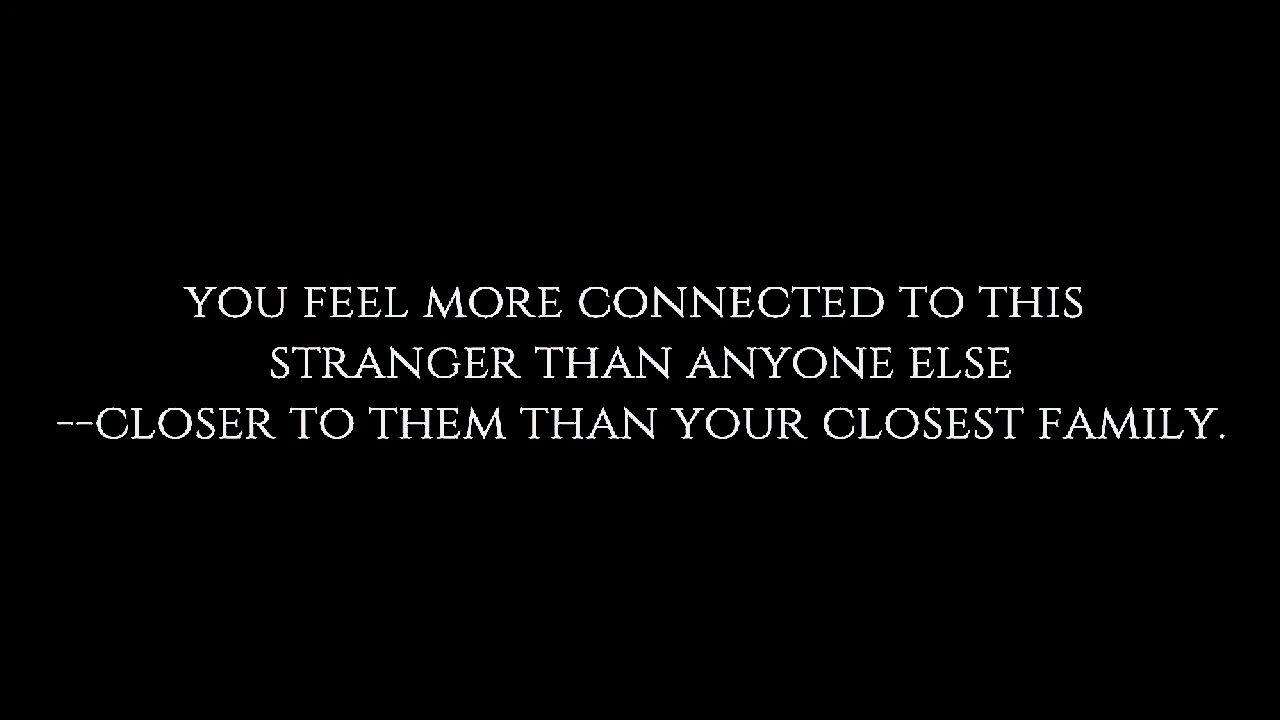 YOU FEEL MORE CONNECTED TO THIS
STRANGER THAN ANYONE ELSE
--CLOSER TO THEM THAN YOUR CLOSEST FAMILY.